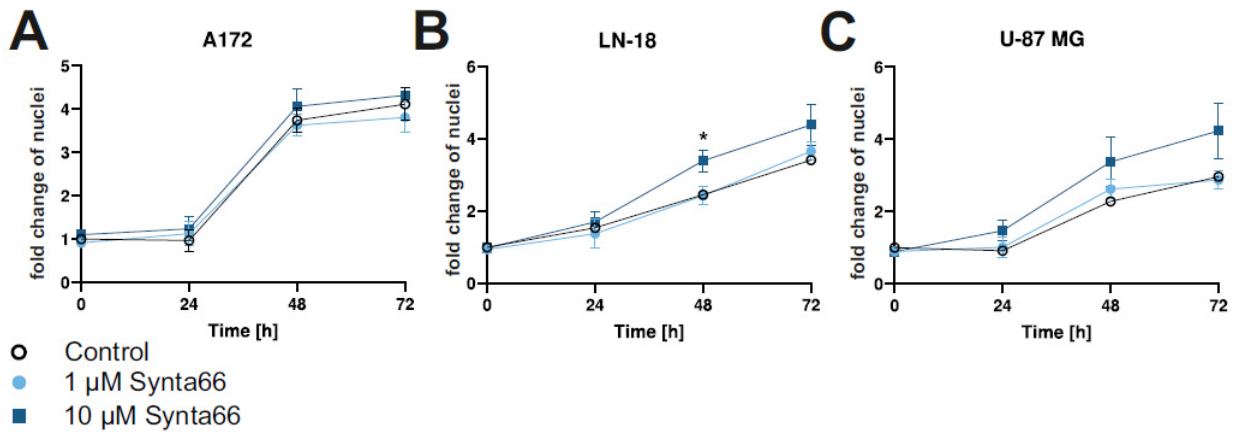 A
A172
fold change of nuclei
5
4
3
2
1
0
0 24 48 72
Time [h]
B
LN-18
fold change of nuclei
6
4
2
0
*
0 24 48 72
Time [h]
C
U-87 MG
fold change of nuclei
6
4
2
0
0 24 48 72
Time [h]
Control
1 µM Synta66
10 µM Synta66